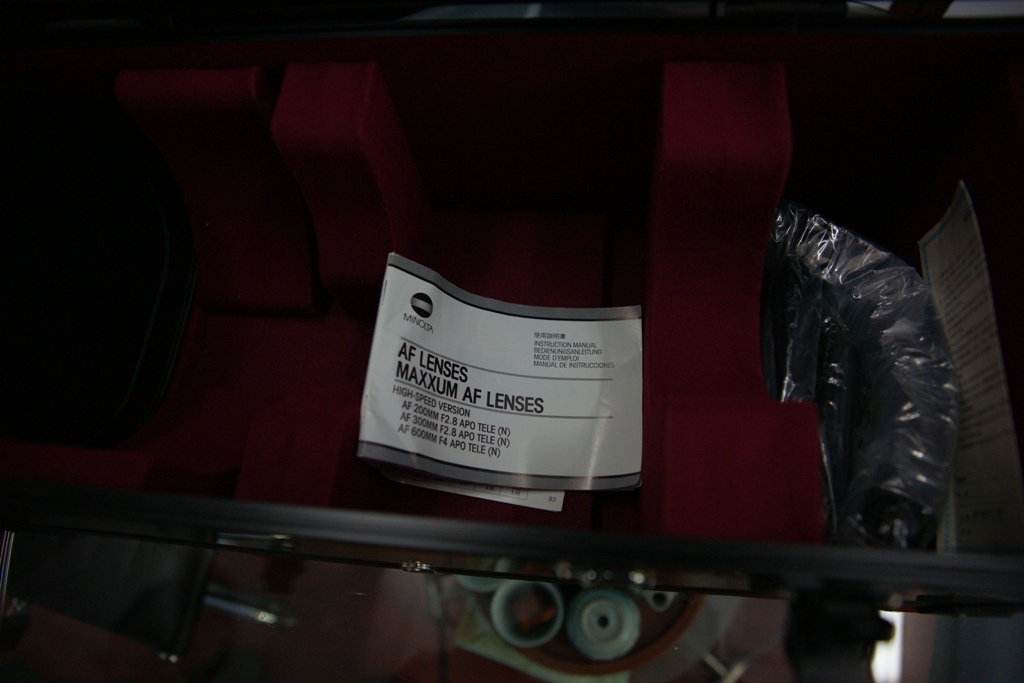 MINOLTA
使用説明書
INSTRUCTION MANUAL
BEDIENUNGSANLEITUNG
MODE D'EMPLOI
MANUAL DE INSTRUCCIONES
AF LENSES
MAXXUM AF LENSES
HIGH-SPEED VERSION
AF 200MM F2.8 APO TELE (N)
AF 300MM F2.8 APO TELE (N)
AF 600MM F4 APO TELE (N)
83